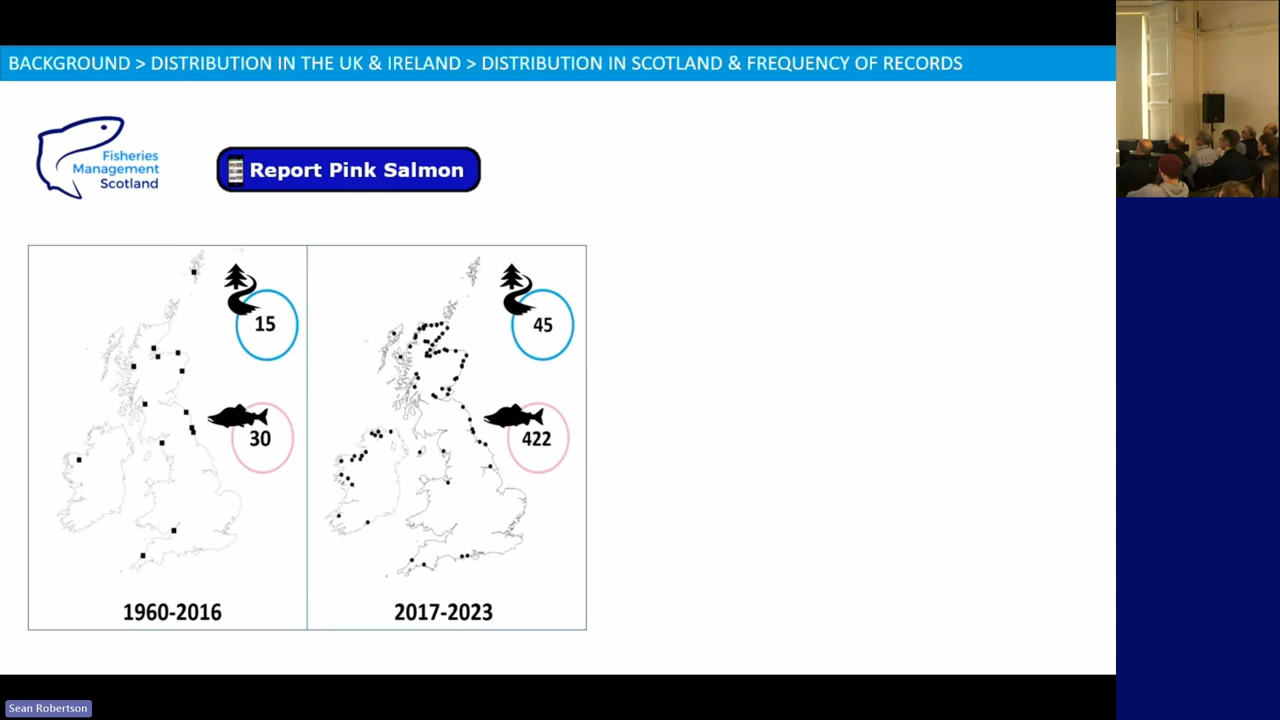 BACKGROUND > DISTRIBUTION IN THE UK & IRELAND > DISTRIBUTION IN SCOTLAND & FREQUENCY OF RECORDS
Fisheries
Management
Scotland
Report Pink Salmon
15
45
30
422
1960-2016
2017-2023
Sean Robertson